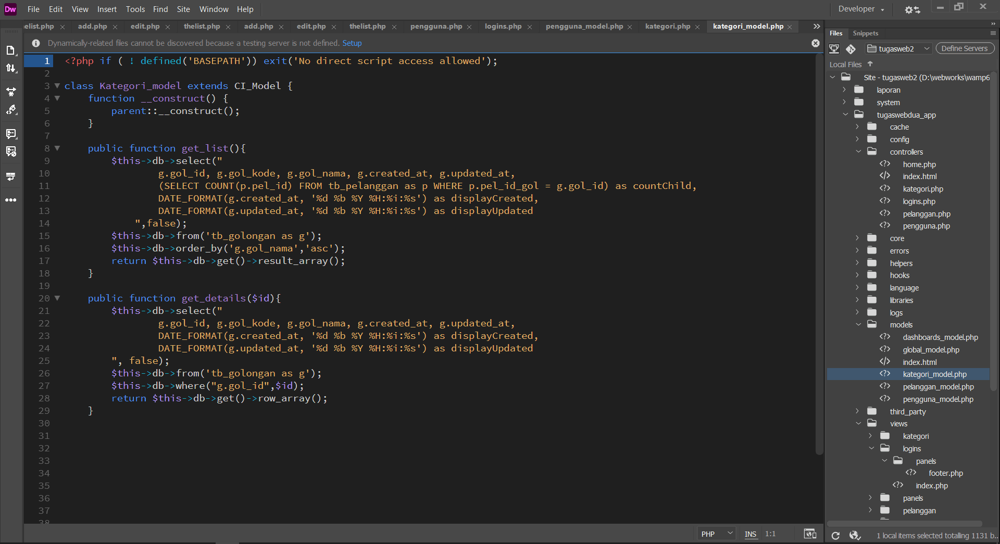 Dw File Edit View Insert Tools Find Site Window Help Developer
elist.php add.php edit.php thelist.php add.php edit.php thelist.php pengguna.php logins.php pengguna_model.php kategori.php kategori_model.php
Dynamically-related files cannot be discovered because a testing server is not defined. Setup
1 <?php if ( ! defined('BASEPATH')) exit('No direct script access allowed');
2
3 class Kategori_model extends CI_Model {
4 function __construct() {
5 parent::__construct();
6 }
7
8 public function get_list(){
9 $this->db->select("
10 g.gol_id, g.gol_kode, g.gol_nama, g.created_at, g.updated_at,
11 (SELECT COUNT(p.pel_id) FROM tb_pelanggan as p WHERE p.pel_id_gol = g.gol_id) as countChild,
12 DATE_FORMAT(g.created_at, '%d %b %Y %H:%i:%s') as displayCreated,
13 DATE_FORMAT(g.updated_at, '%d %b %Y %H:%i:%s') as displayUpdated
14 ",false);
15 $this->db->from('tb_golongan as g');
16 $this->db->order_by('g.gol_nama','asc');
17 return $this->db->get()->result_array();
18 }
19
20 public function get_details($id){
21 $this->db->select("
22 g.gol_id, g.gol_kode, g.gol_nama, g.created_at, g.updated_at,
23 DATE_FORMAT(g.created_at, '%d %b %Y %H:%i:%s') as displayCreated,
24 DATE_FORMAT(g.updated_at, '%d %b %Y %H:%i:%s') as displayUpdated
25 ", false);
26 $this->db->from('tb_golongan as g');
27 $this->db->where("g.gol_id",$id);
28 return $this->db->get()->row_array();
29 }
30
31
32
33
34
35
36
37
38
PHP INS 1:1
Files Snippets
tugasweb2 Define Servers
Local Files
Site - tugasweb2 (D:\webworks\wamp6
laporan
system
tugaswebdua_app
cache
config
controllers
home.php
index.html
kategori.php
logins.php
pelanggan.php
pengguna.php
core
errors
helpers
hooks
language
libraries
logs
models
dashboards_model.php
global_model.php
index.html
kategori_model.php
pelanggan_model.php
pengguna_model.php
third_party
views
kategori
logins
panels
footer.php
index.php
panels
pelanggan
1 local items selected totalling 1131 b..